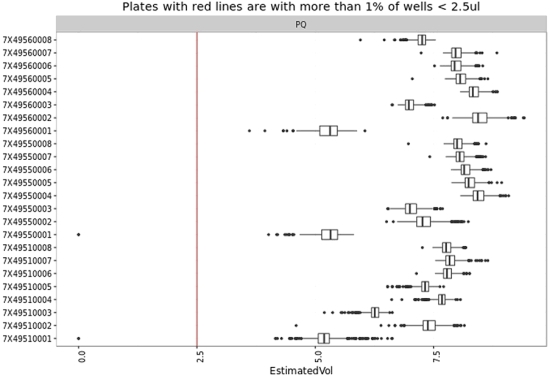 Plates with red lines are with more than 1% of wells < 2.5ul
PQ
7X49560008
7X49560007
7X49560006
7X49560005
7X49560004
7X49560003
7X49560002
7X49560001
7X49550008
7X49550007
7X49550006
7X49550005
7X49550004
7X49550003
7X49550002
7X49550001
7X49510008
7X49510007
7X49510006
7X49510005
7X49510004
7X49510003
7X49510002
7X49510001
0.0
2.5
5.0
7.5
EstimatedVol